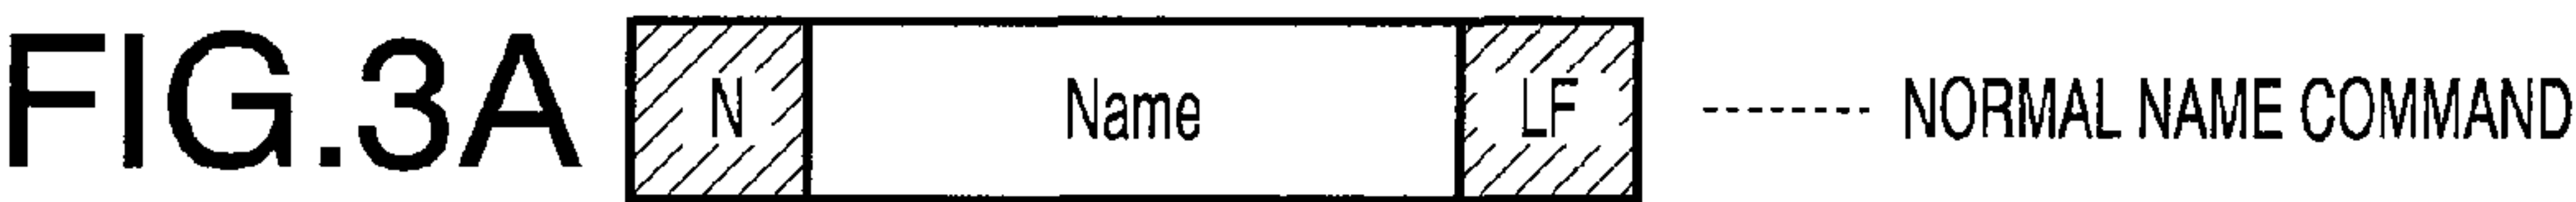 FIG.3A N Name LF -------- NORMAL NAME COMMAND